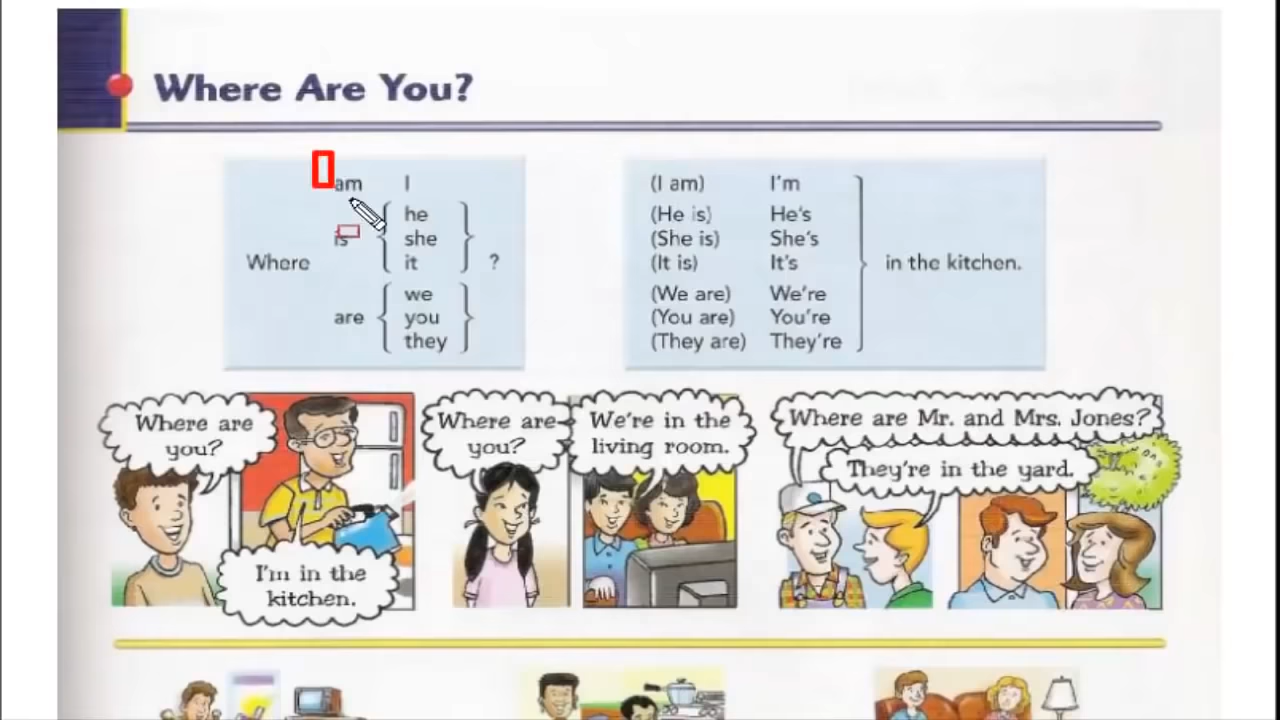 Where Are You?
am I
he
is she
Where it ?
we
are you
they
(I am) I'm
(He is) He's
(She is) She's
(It is) It's in the kitchen.
(We are) We're
(You are) You're
(They are) They're
Where are
you?
I'm in the
kitchen.
Where are
you?
We're in the
living room.
Where are Mr. and Mrs. Jones?
They're in the yard.